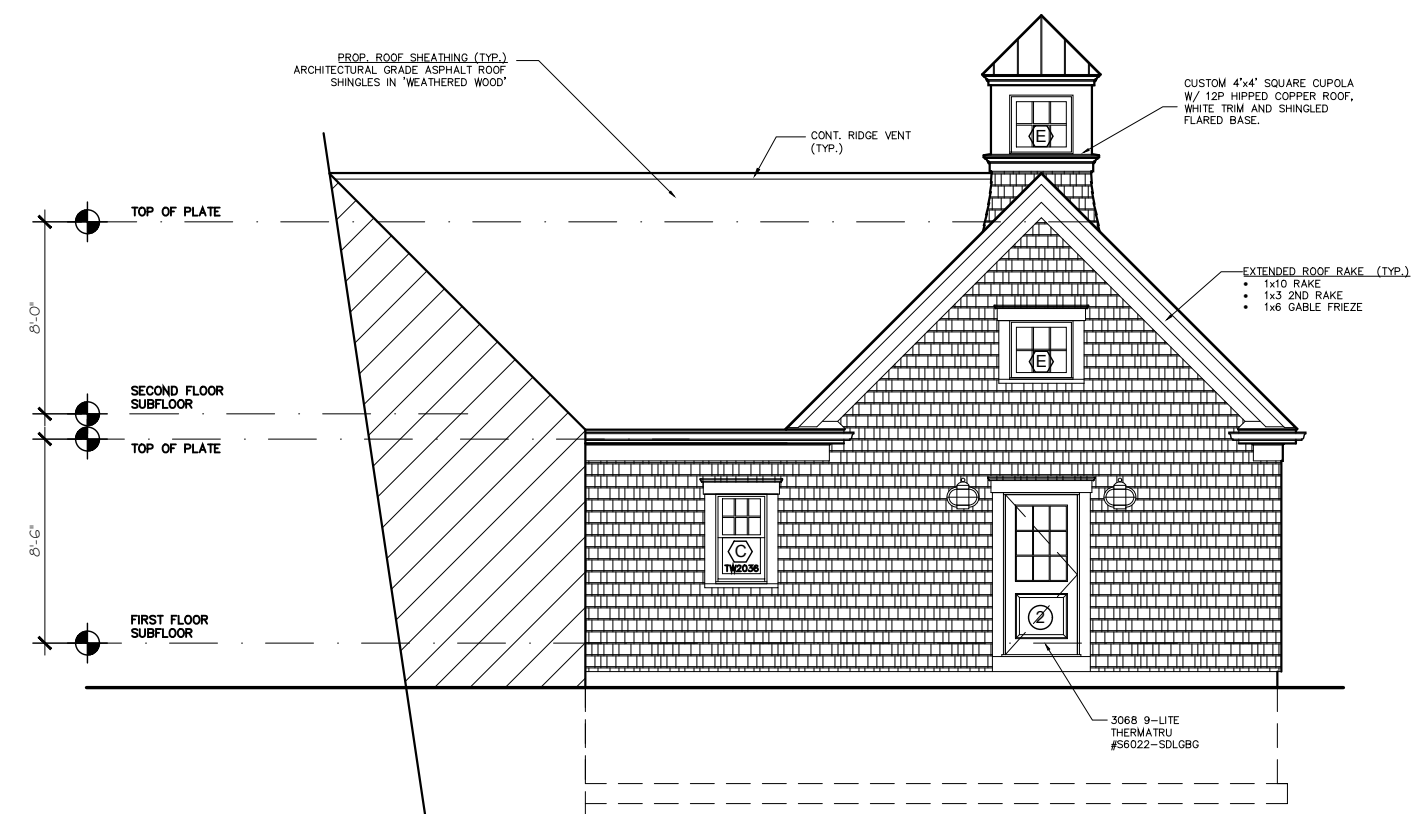 PROP. ROOF SHEATHING (TYP.)
ARCHITECTURAL GRADE ASPHALT ROOF
SHINGLES IN 'WEATHERED WOOD'
CUSTOM 4'x4' SQUARE CUPOLA
W/ 12P HIPPED COPPER ROOF,
WHITE TRIM AND SHINGLED
FLARED BASE.
E
CONT. RIDGE VENT
(TYP.)
TOP OF PLATE
EXTENDED ROOF RAKE (TYP.)
• 1x10 RAKE
• 1x3 2ND RAKE
• 1x6 GABLE FRIEZE
8'-0"
E
SECOND FLOOR
SUBFLOOR
TOP OF PLATE
8'-6"
C
TW2036
2
FIRST FLOOR
SUBFLOOR
3068 9-LITE
THERMATRU
#S6022-SDLGBG